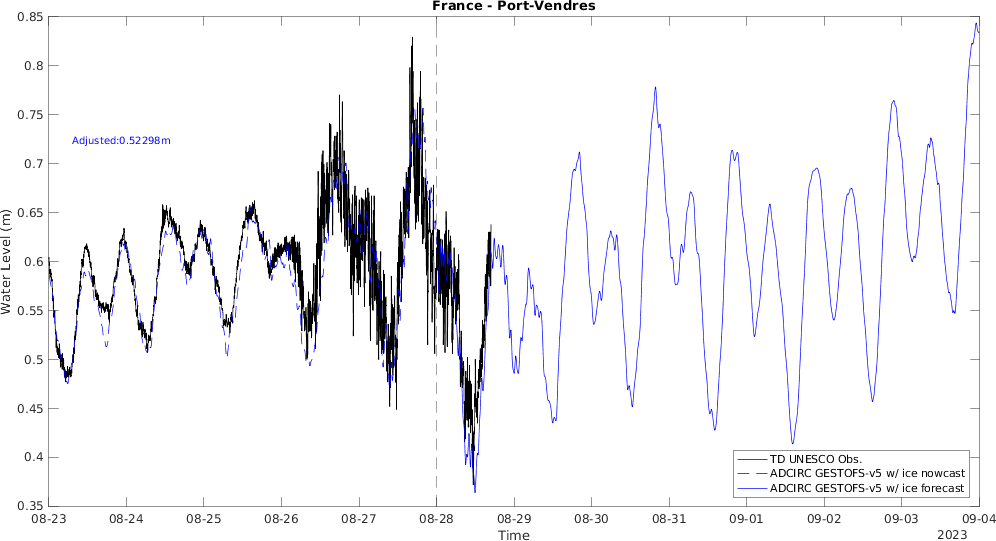 France - Port-Vendres
0.85
0.8
0.75
0.7
0.65
0.6
0.55
0.5
0.45
0.4
0.35
Water Level (m)
Adjusted:0.52298m
TD UNESCO Obs.
ADCIRC GESTOFS-v5 w/ ice nowcast
ADCIRC GESTOFS-v5 w/ ice forecast
08-23 08-24 08-25 08-26 08-27 08-28 08-29 08-30 08-31 09-01 09-02 09-03 09-04
Time
2023